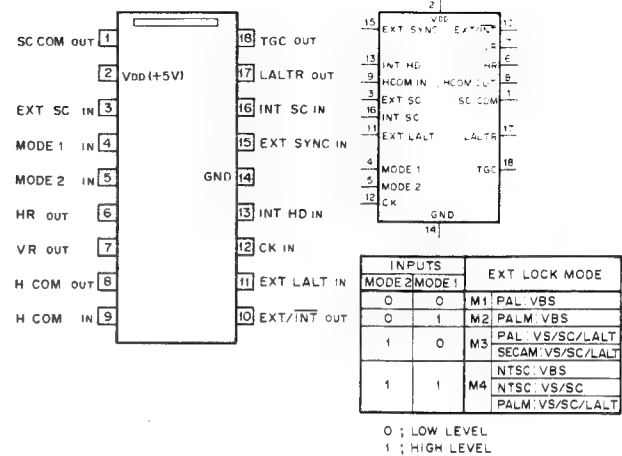 SC COM OUT 1
2 VDD (+5V)
EXT SC IN 3
MODE 1 IN 4
MODE 2 IN 5
HR OUT 6
VR OUT 7
H COM OUT 8
H COM IN 9
18 TGC OUT
17 LALTR OUT
16 INT SC IN
15 EXT SYNC IN
GND 14
13 INT HD IN
12 CK IN
11 EXT LALT IN
10 EXT/INT OUT
2
VDD
15 EXT SYNC EXT/INT
13 INT HD HR 6
9 HCOM IN HCOM OUT 8
3 EXT SC SC COM 1
16 INT SC
11 EXT LALT LALTR 17
4 MODE 1 TGC 18
5 MODE 2
12 CK
GND
14
INPUTS EXT LOCK MODE
MODE 2 MODE 1
0 0 M1 PAL:VBS
0 1 M2 PALM:VBS
1 0 M3 PAL:VS/SC/LALT
SECAM:VS/SC/LALT
1 1 M4 NTSC:VBS
NTSC:VS/SC
PALM:VS/SC/LALT
0 ; LOW LEVEL
1 ; HIGH LEVEL